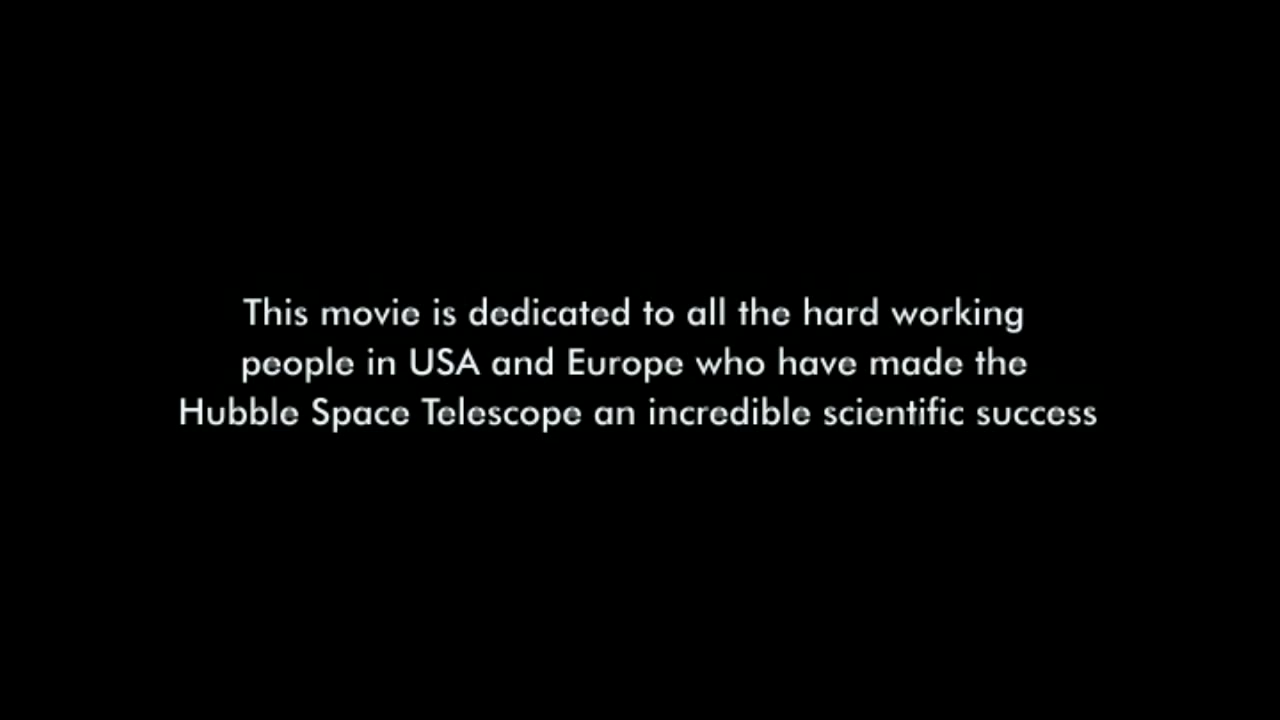 This movie is dedicated to all the hard working
people in USA and Europe who have made the
Hubble Space Telescope an incredible scientific success